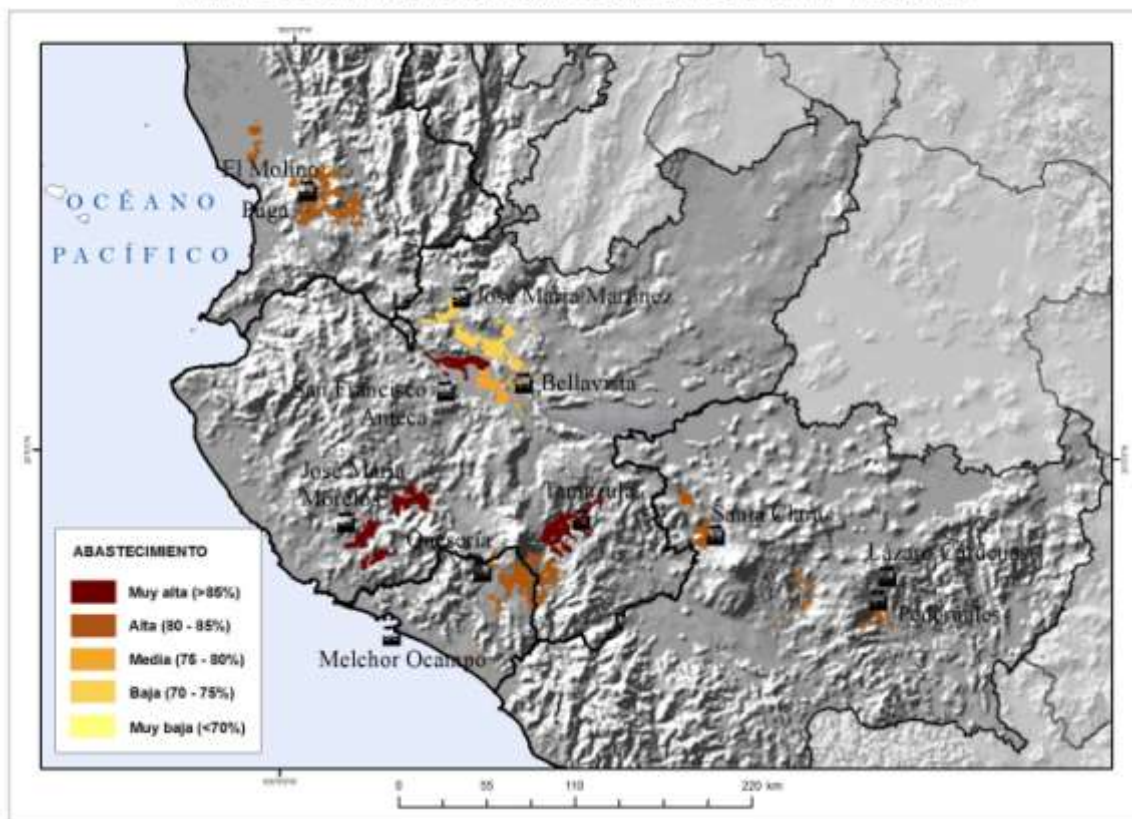 El Molino
Puga
OCÉANO
PACÍFICO
José María Martínez
Bellavista
San Francisco
Ameca
José María
Morelos
Tamazula
Quesería
Santa Clara
Lázaro Cárdenas
Pedernales
Melchor Ocampo
ABASTECIMIENTO
Muy alta (>85%)
Alta (80 - 85%)
Media (75 - 80%)
Baja (70 - 75%)
Muy baja (<70%)
0 55 110 220 km